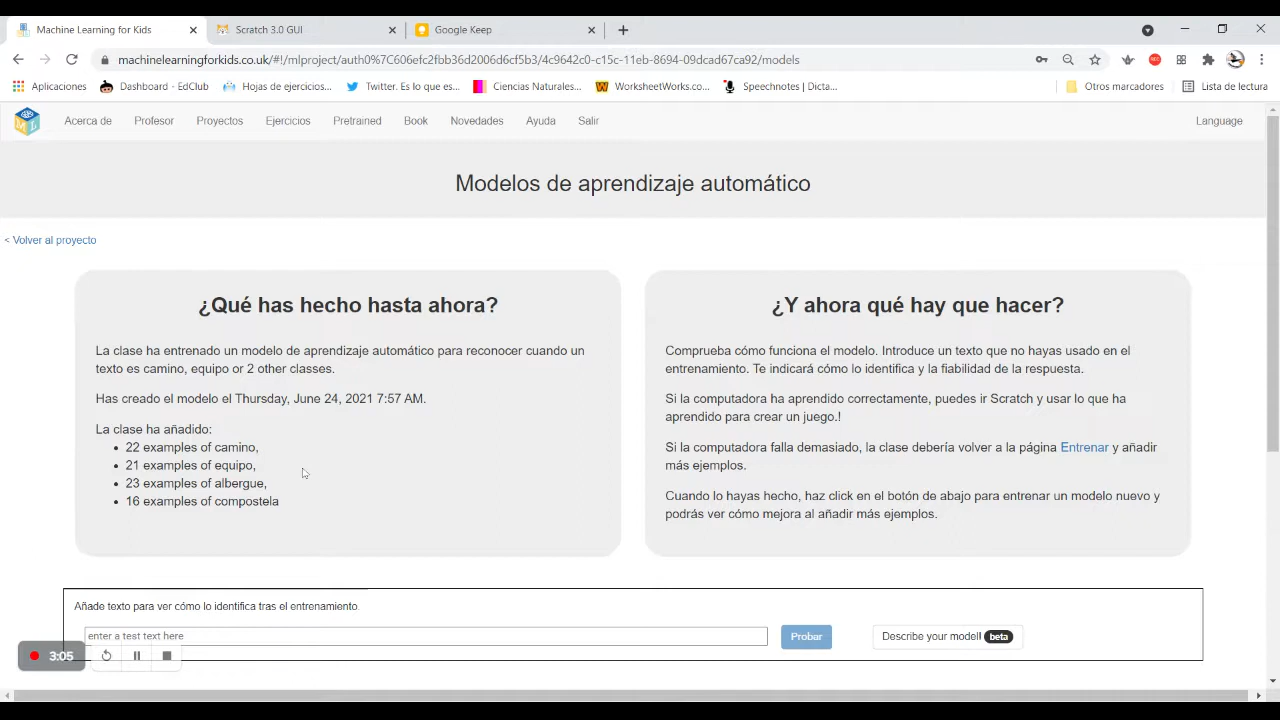 Machine Learning for Kids
Scratch 3.0 GUI
Google Keep
machinelearningforkids.co.uk/#!/mlproject/auth0%7C606efc2fbb65d2006d6cf5b3/4c9642c0-c15c-11eb-8694-09dcad67ca92/models
Aplicaciones
Dashboard - EdClub
Hojas de ejercicios...
Twitter. Es lo que es...
Ciencias Naturales...
WorksheetWorks.co...
Speechnotes | Dicta...
Otros marcadores
Lista de lectura
Acerca de
Profesor
Proyectos
Ejercicios
Pretrained
Book
Novedades
Ayuda
Salir
Language
Modelos de aprendizaje automático
< Volver al proyecto
¿Qué has hecho hasta ahora?
La clase ha entrenado un modelo de aprendizaje automático para reconocer cuando un
texto es camino, equipo or 2 other classes.
Has creado el modelo el Thursday, June 24, 2021 7:57 AM.
La clase ha añadido:
• 22 examples of camino,
• 21 examples of equipo,
• 23 examples of albergue,
• 16 examples of compostela
¿Y ahora qué hay que hacer?
Comprueba cómo funciona el modelo. Introduce un texto que no hayas usado en el
entrenamiento. Te indicará cómo lo identifica y la fiabilidad de la respuesta.
Si la computadora ha aprendido correctamente, puedes ir Scratch y usar lo que ha
aprendido para crear un juego.!
Si la computadora falla demasiado, la clase debería volver a la página Entrenar y añadir
más ejemplos.
Cuando lo hayas hecho, haz click en el botón de abajo para entrenar un modelo nuevo y
podrás ver cómo mejora al añadir más ejemplos.
Añade texto para ver cómo lo identifica tras el entrenamiento.
enter a test text here
Probar
Describe your model! beta
3:05